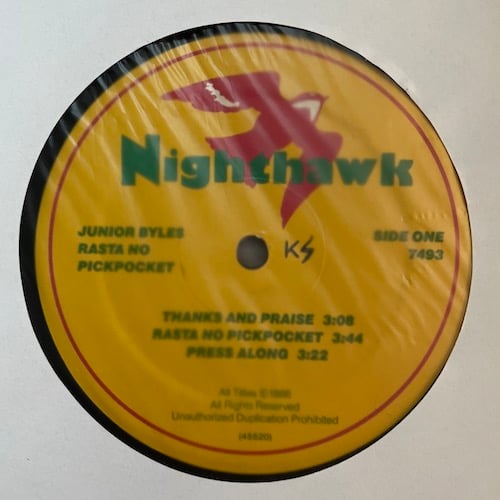 Nighthawk
JUNIOR BYLES
RASTA NO
PICKPOCKET
KS
SIDE ONE
7493
THANKS AND PRAISE 3:08
RASTA NO PICKPOCKET 3:44
PRESS ALONG 3:22
All Titles ©1986
All Rights Reserved
Unauthorized Duplication Prohibited
(45520)